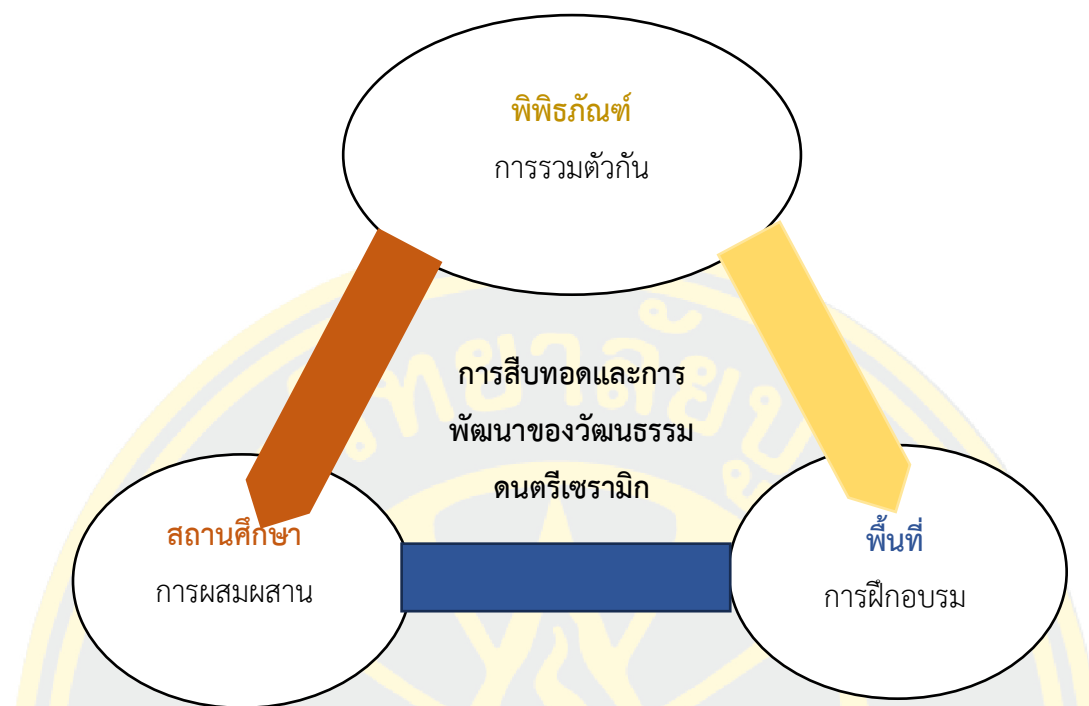 พิพิธภัณฑ์
การรวมตัวกัน
การสืบทอดและการ
พัฒนาของวัฒนธรรม
ดนตรีเซรามิก
สถานศึกษา
การผสมผสาน
พื้นที่
การฝึกอบรม